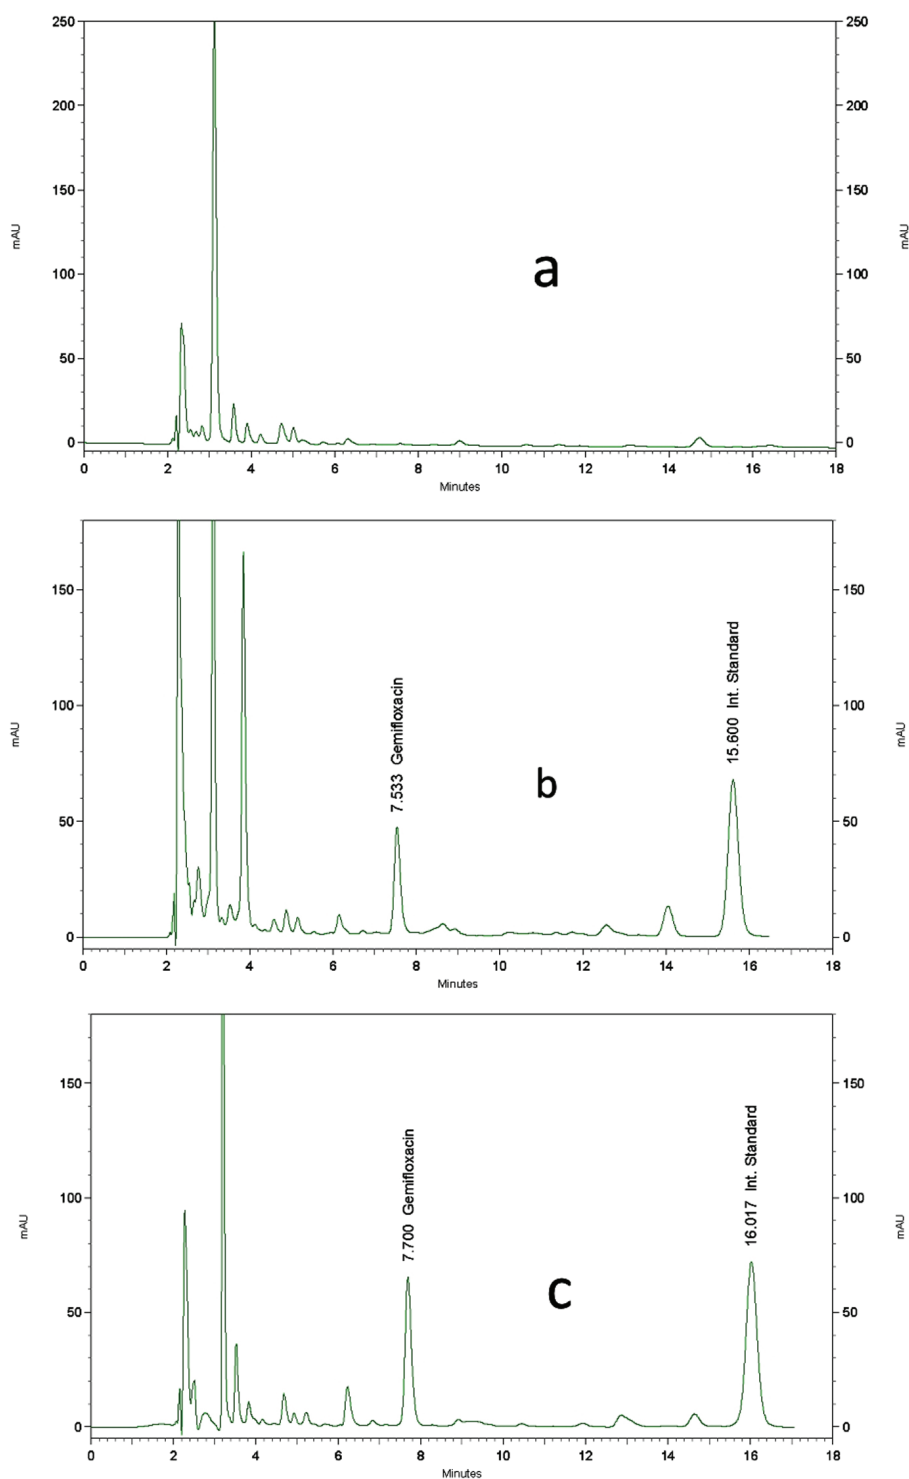 250 250
200 200
150 150
mAU mAU
a
100 100
50 50
0 0
0 2 4 6 8 10 12 14 16 18
Minutes
150 150
15.600 Int. Standard
7.533 Gemifloxacin
100 100
mAU mAU
b
50 50
0 0
0 2 4 6 8 10 12 14 16 18
Minutes
150 150
16.017 Int. Standard
7.700 Gemifloxacin
100 100
mAU mAU
c
50 50
0 0
0 2 4 6 8 10 12 14 16 18
Minutes